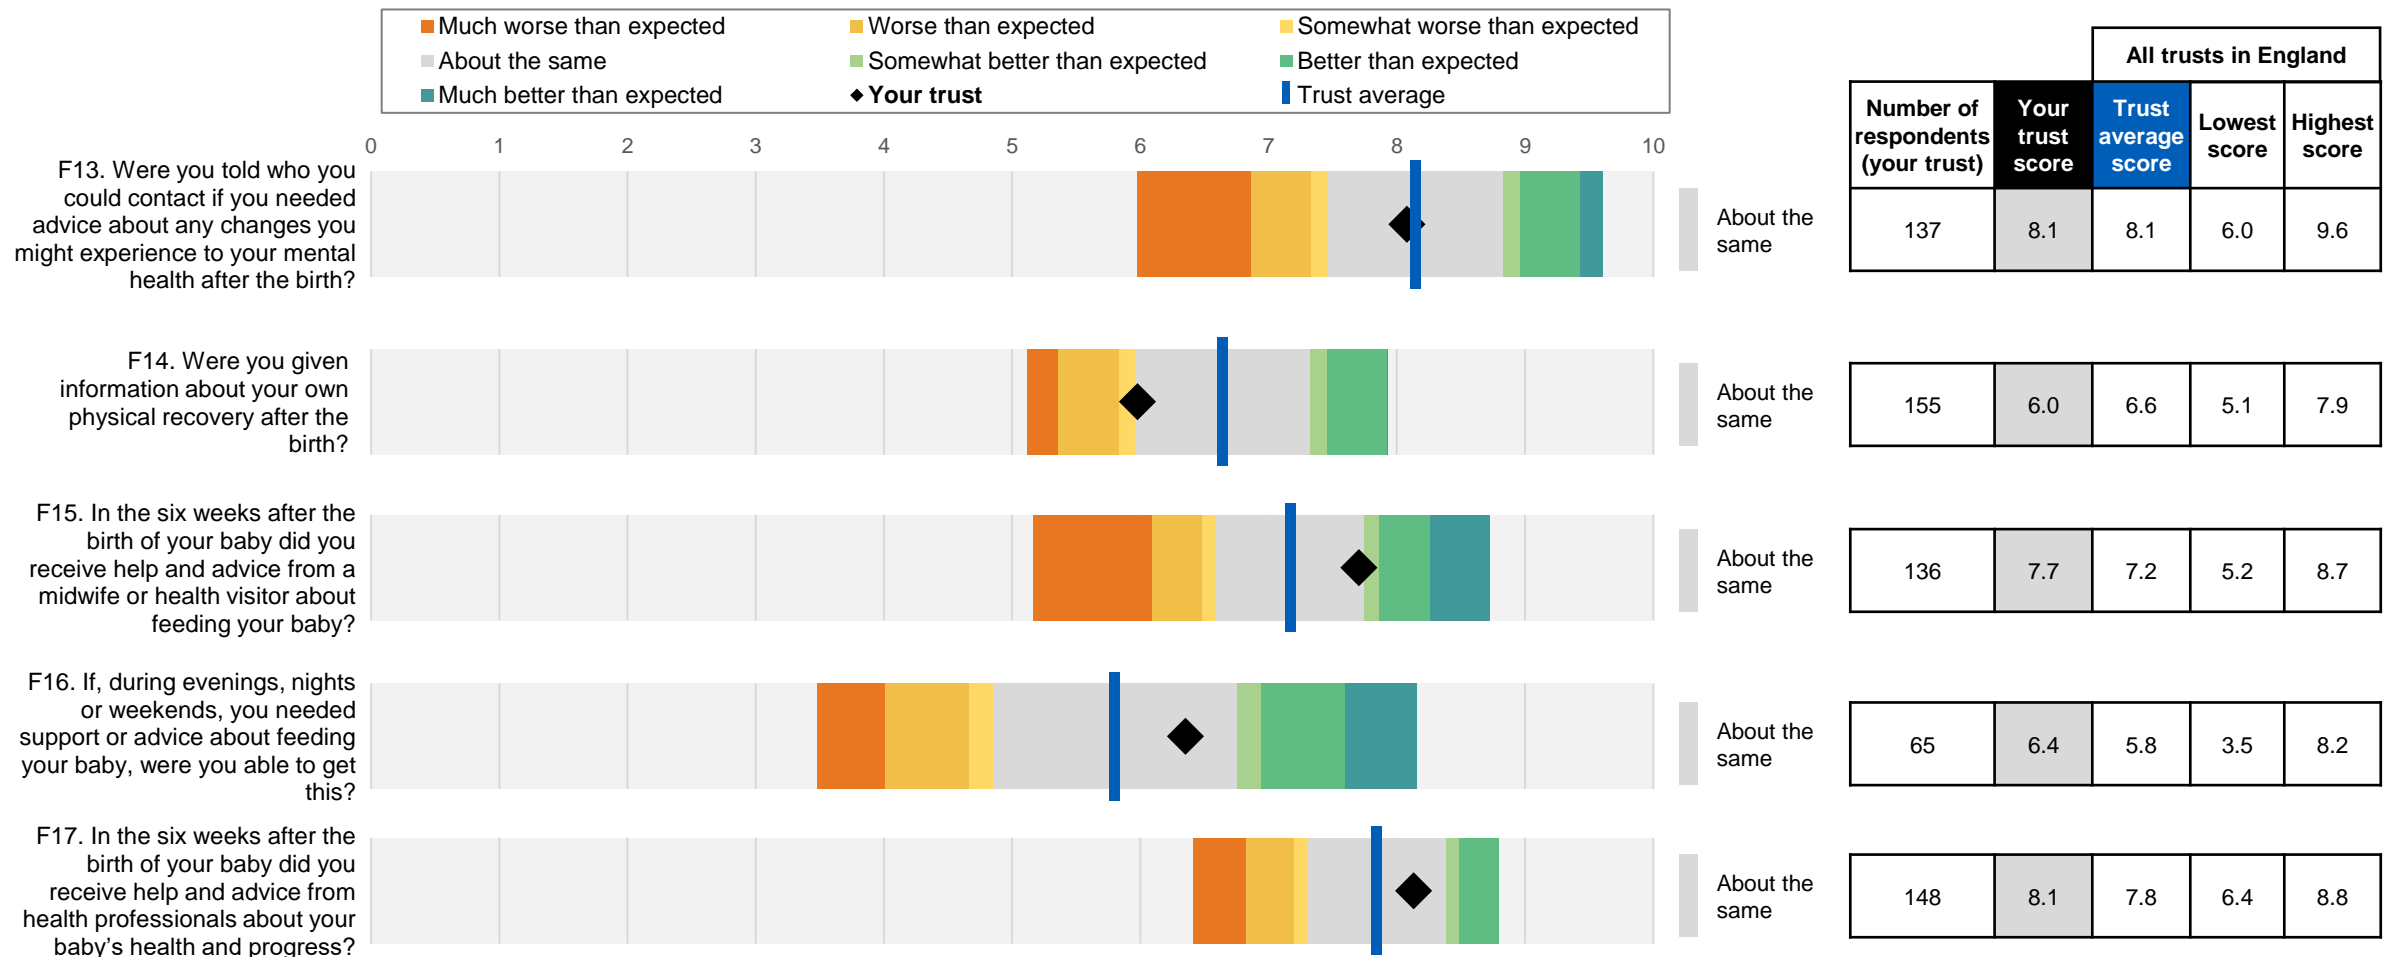 Much worse than expected
Worse than expected
Somewhat worse than expected
About the same
Somewhat better than expected
Better than expected
Much better than expected
Your trust
Trust average
All trusts in England
Number of respondents (your trust)
Your trust score
Trust average score
Lowest score
Highest score
0 1 2 3 4 5 6 7 8 9 10
F13. Were you told who you
could contact if you needed
advice about any changes you
might experience to your mental
health after the birth?
About the
same
137 8.1 8.1 6.0 9.6
F14. Were you given
information about your own
physical recovery after the
birth?
About the
same
155 6.0 6.6 5.1 7.9
F15. In the six weeks after the
birth of your baby did you
receive help and advice from a
midwife or health visitor about
feeding your baby?
About the
same
136 7.7 7.2 5.2 8.7
F16. If, during evenings, nights
or weekends, you needed
support or advice about feeding
your baby, were you able to get
this?
About the
same
65 6.4 5.8 3.5 8.2
F17. In the six weeks after the
birth of your baby did you
receive help and advice from
health professionals about your
baby’s health and progress?
About the
same
148 8.1 7.8 6.4 8.8